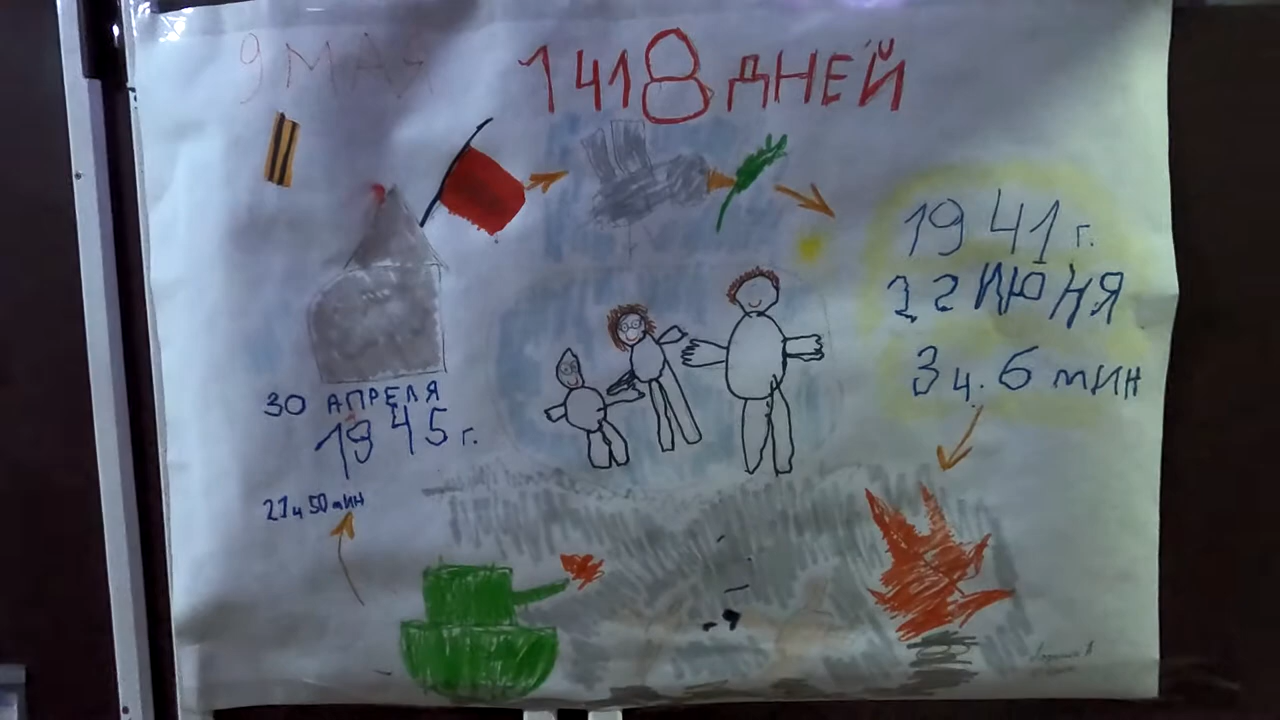 9 МАЯ
1418 ДНЕЙ
1941 г.
22 ИЮНЯ
3 ч. 6 мин
30 АПРЕЛЯ
1945 г.
21 ч 50 мин